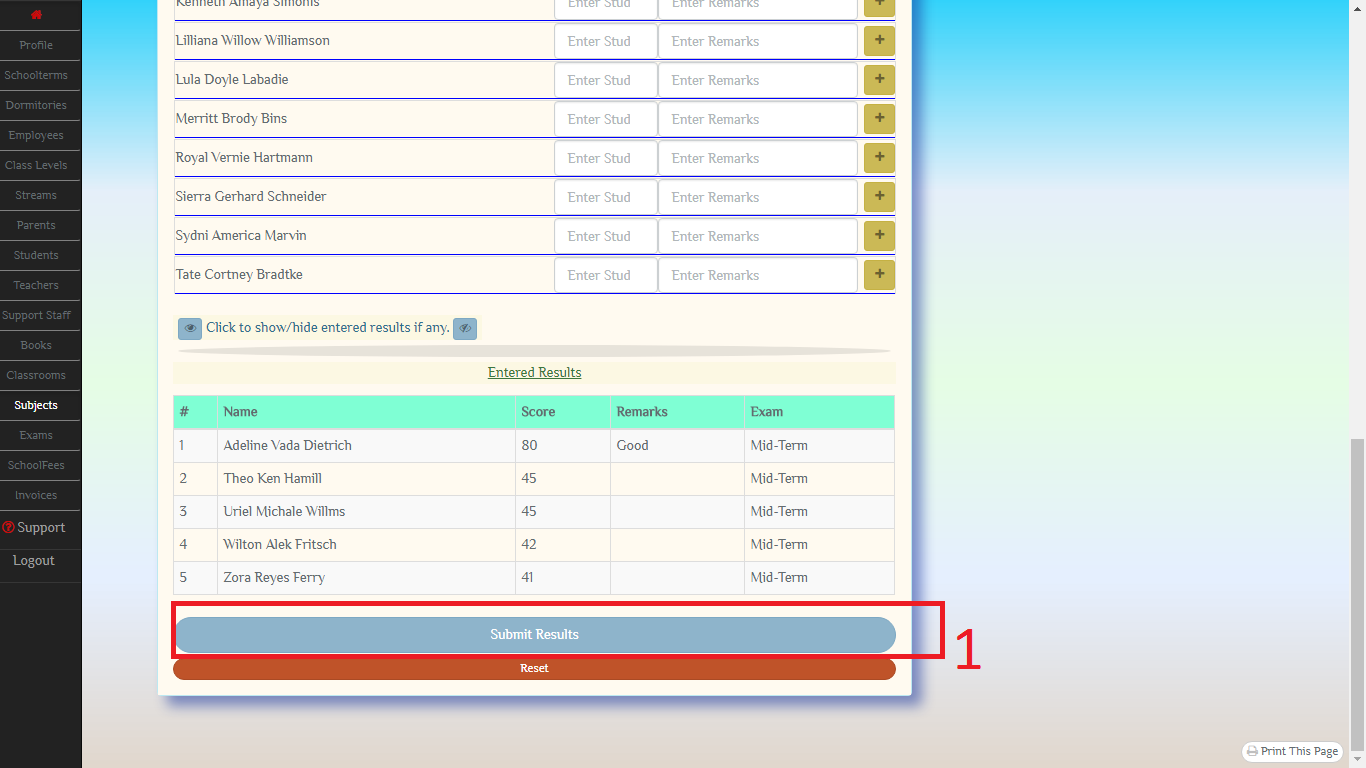 Profile
Schoolterms
Dormitories
Employees
Class Levels
Streams
Parents
Students
Teachers
Support Staff
Books
Classrooms
Subjects
Exams
SchoolFees
Invoices
Support
Logout
Kenneth Amaya Simonis Enter Stud Enter Remarks +
Lilliana Willow Williamson Enter Stud Enter Remarks +
Lula Doyle Labadie Enter Stud Enter Remarks +
Merritt Brody Bins Enter Stud Enter Remarks +
Royal Vernie Hartmann Enter Stud Enter Remarks +
Sierra Gerhard Schneider Enter Stud Enter Remarks +
Sydni America Marvin Enter Stud Enter Remarks +
Tate Cortney Bradtke Enter Stud Enter Remarks +
Click to show/hide entered results if any.
Entered Results
# Name Score Remarks Exam
1 Adeline Vada Dietrich 80 Good Mid-Term
2 Theo Ken Hamill 45 Mid-Term
3 Uriel Michale Willms 45 Mid-Term
4 Wilton Alek Fritsch 42 Mid-Term
5 Zora Reyes Ferry 41 Mid-Term
Submit Results
1
Reset
Print This Page